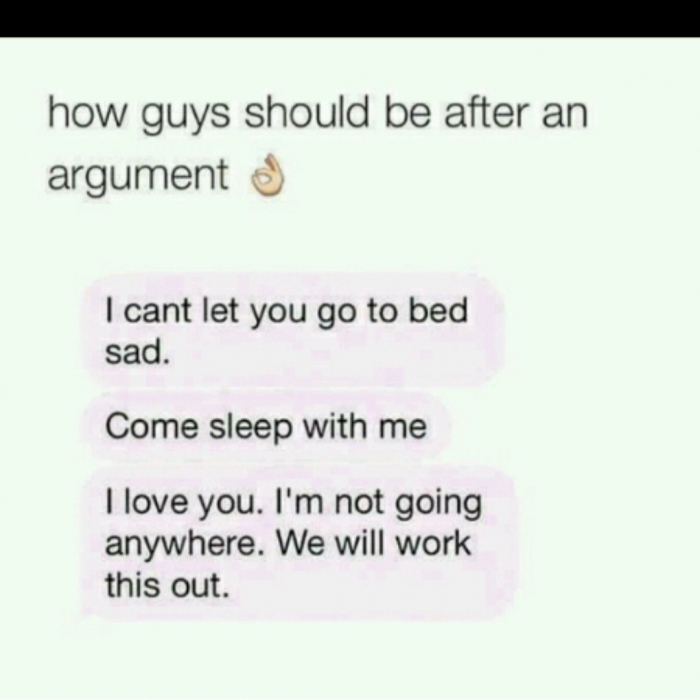 how guys should be after an
argument 👌🏼
I cant let you go to bed
sad.
Come sleep with me
I love you. I'm not going
anywhere. We will work
this out.